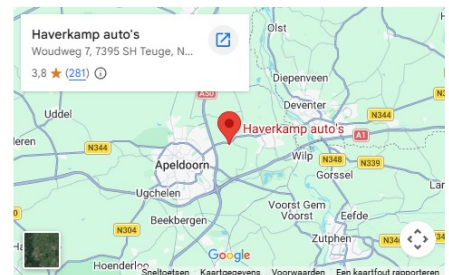 Haverkamp auto's
Woudweg 7, 7395 SH Teuge, N...
3,8 ★ (281)
Olst
Diepenveen
A50
Deventer
N344
Uddel
Haverkamp auto's
A1
N344
Apeldoorn
Wilp
N348
N339
Gorssel
Ugchelen
Voorst Gem
Voorst
Eefde
Beekbergen
N304
Zutphen
Google
Sneltoetsen
Kaartgegevens
Voorwaarden
Een kaartfout rapporteren